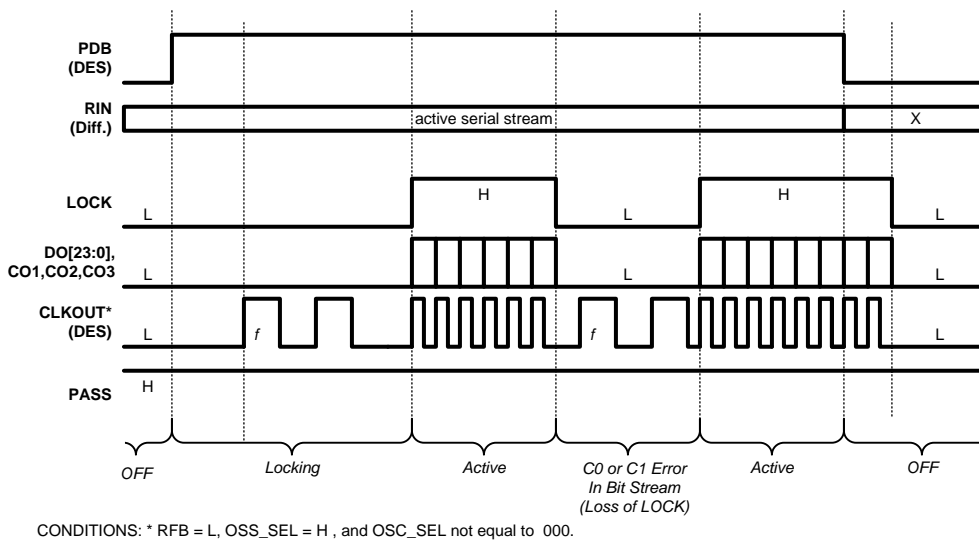 PDB
(DES)
RIN
(Diff.)
active serial stream
X
LOCK
L
H
L
H
L
DO[23:0],
CO1,CO2,CO3
L
L
L
CLKOUT*
(DES)
L
f
f
L
PASS
H
OFF
Locking
Active
C0 or C1 Error
In Bit Stream
(Loss of LOCK)
Active
OFF
CONDITIONS: * RFB = L, OSS_SEL = H , and OSC_SEL not equal to 000.